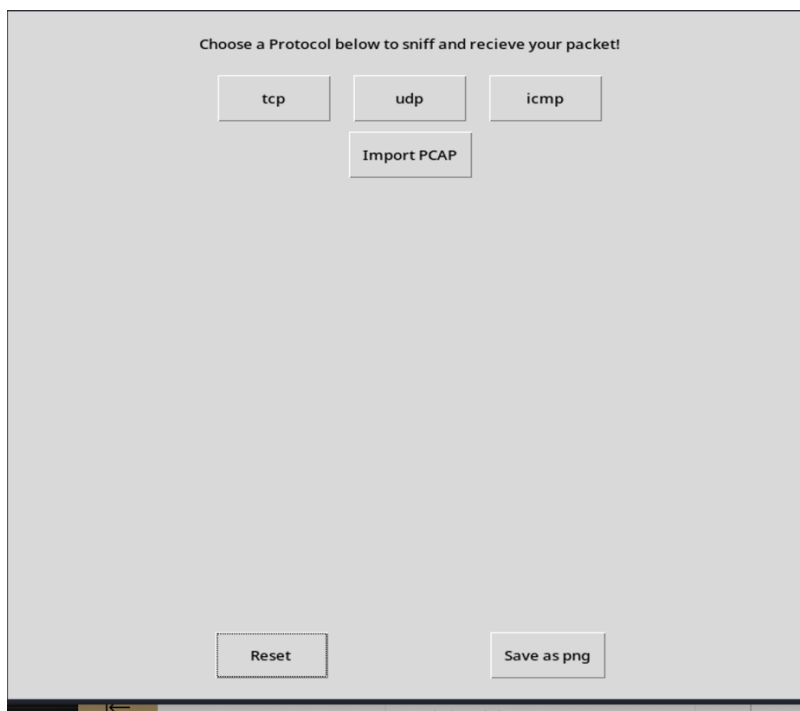 Choose a Protocol below to sniff and recieve your packet!
tcp udp icmp
Import PCAP
Reset Save as png